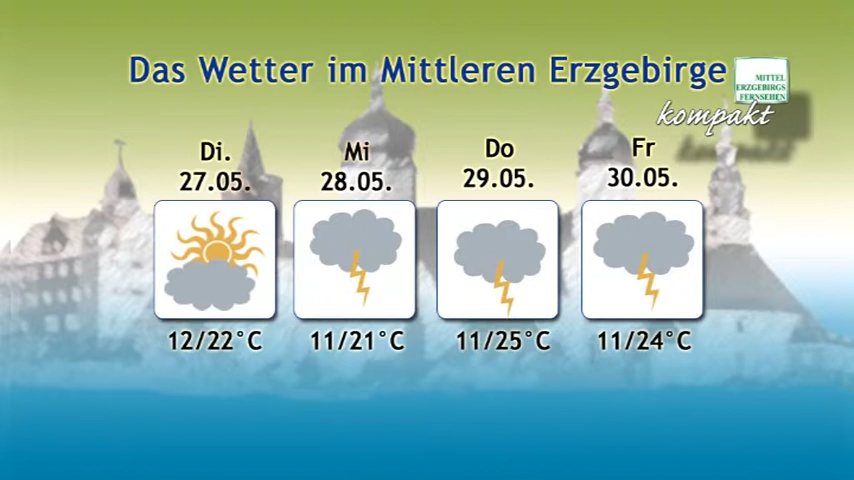 Das Wetter im Mittleren Erzgebirge
MITTEL
ERZGEBIRGS
FERNSEHEN
kompakt
Di.
27.05.
Mi
28.05.
Do
29.05.
Fr
30.05.
12/22°C
11/21°C
11/25°C
11/24°C